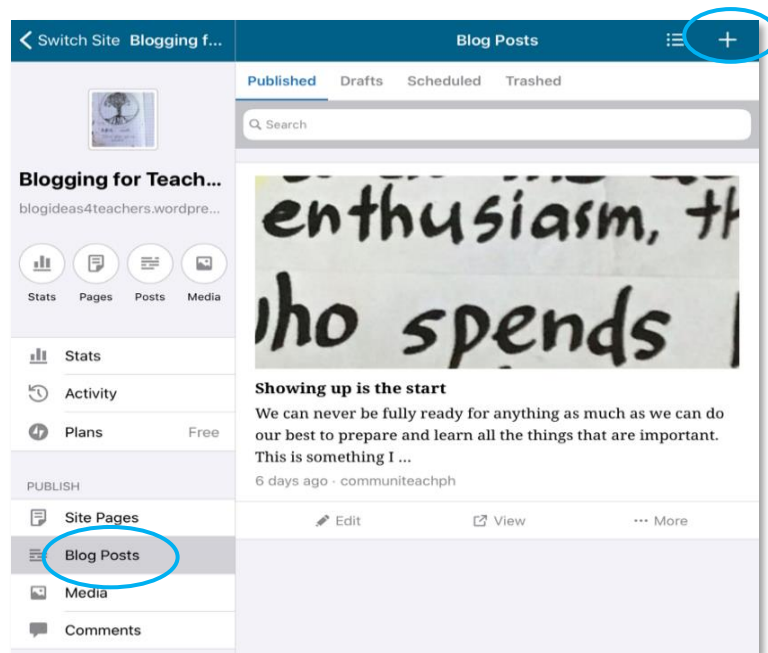 Switch Site Blogging f...
Blogging for Teach...
blogideas4teachers.wordpre...
Stats Pages Posts Media
Stats
Activity
Plans Free
PUBLISH
Site Pages
Blog Posts
Media
Comments
Blog Posts
Published Drafts Scheduled Trashed
Search
enthusiasm, th
who spends
Showing up is the start
We can never be fully ready for anything as much as we can do
our best to prepare and learn all the things that are important.
This is something I ...
6 days ago · communiteachph
Edit View More